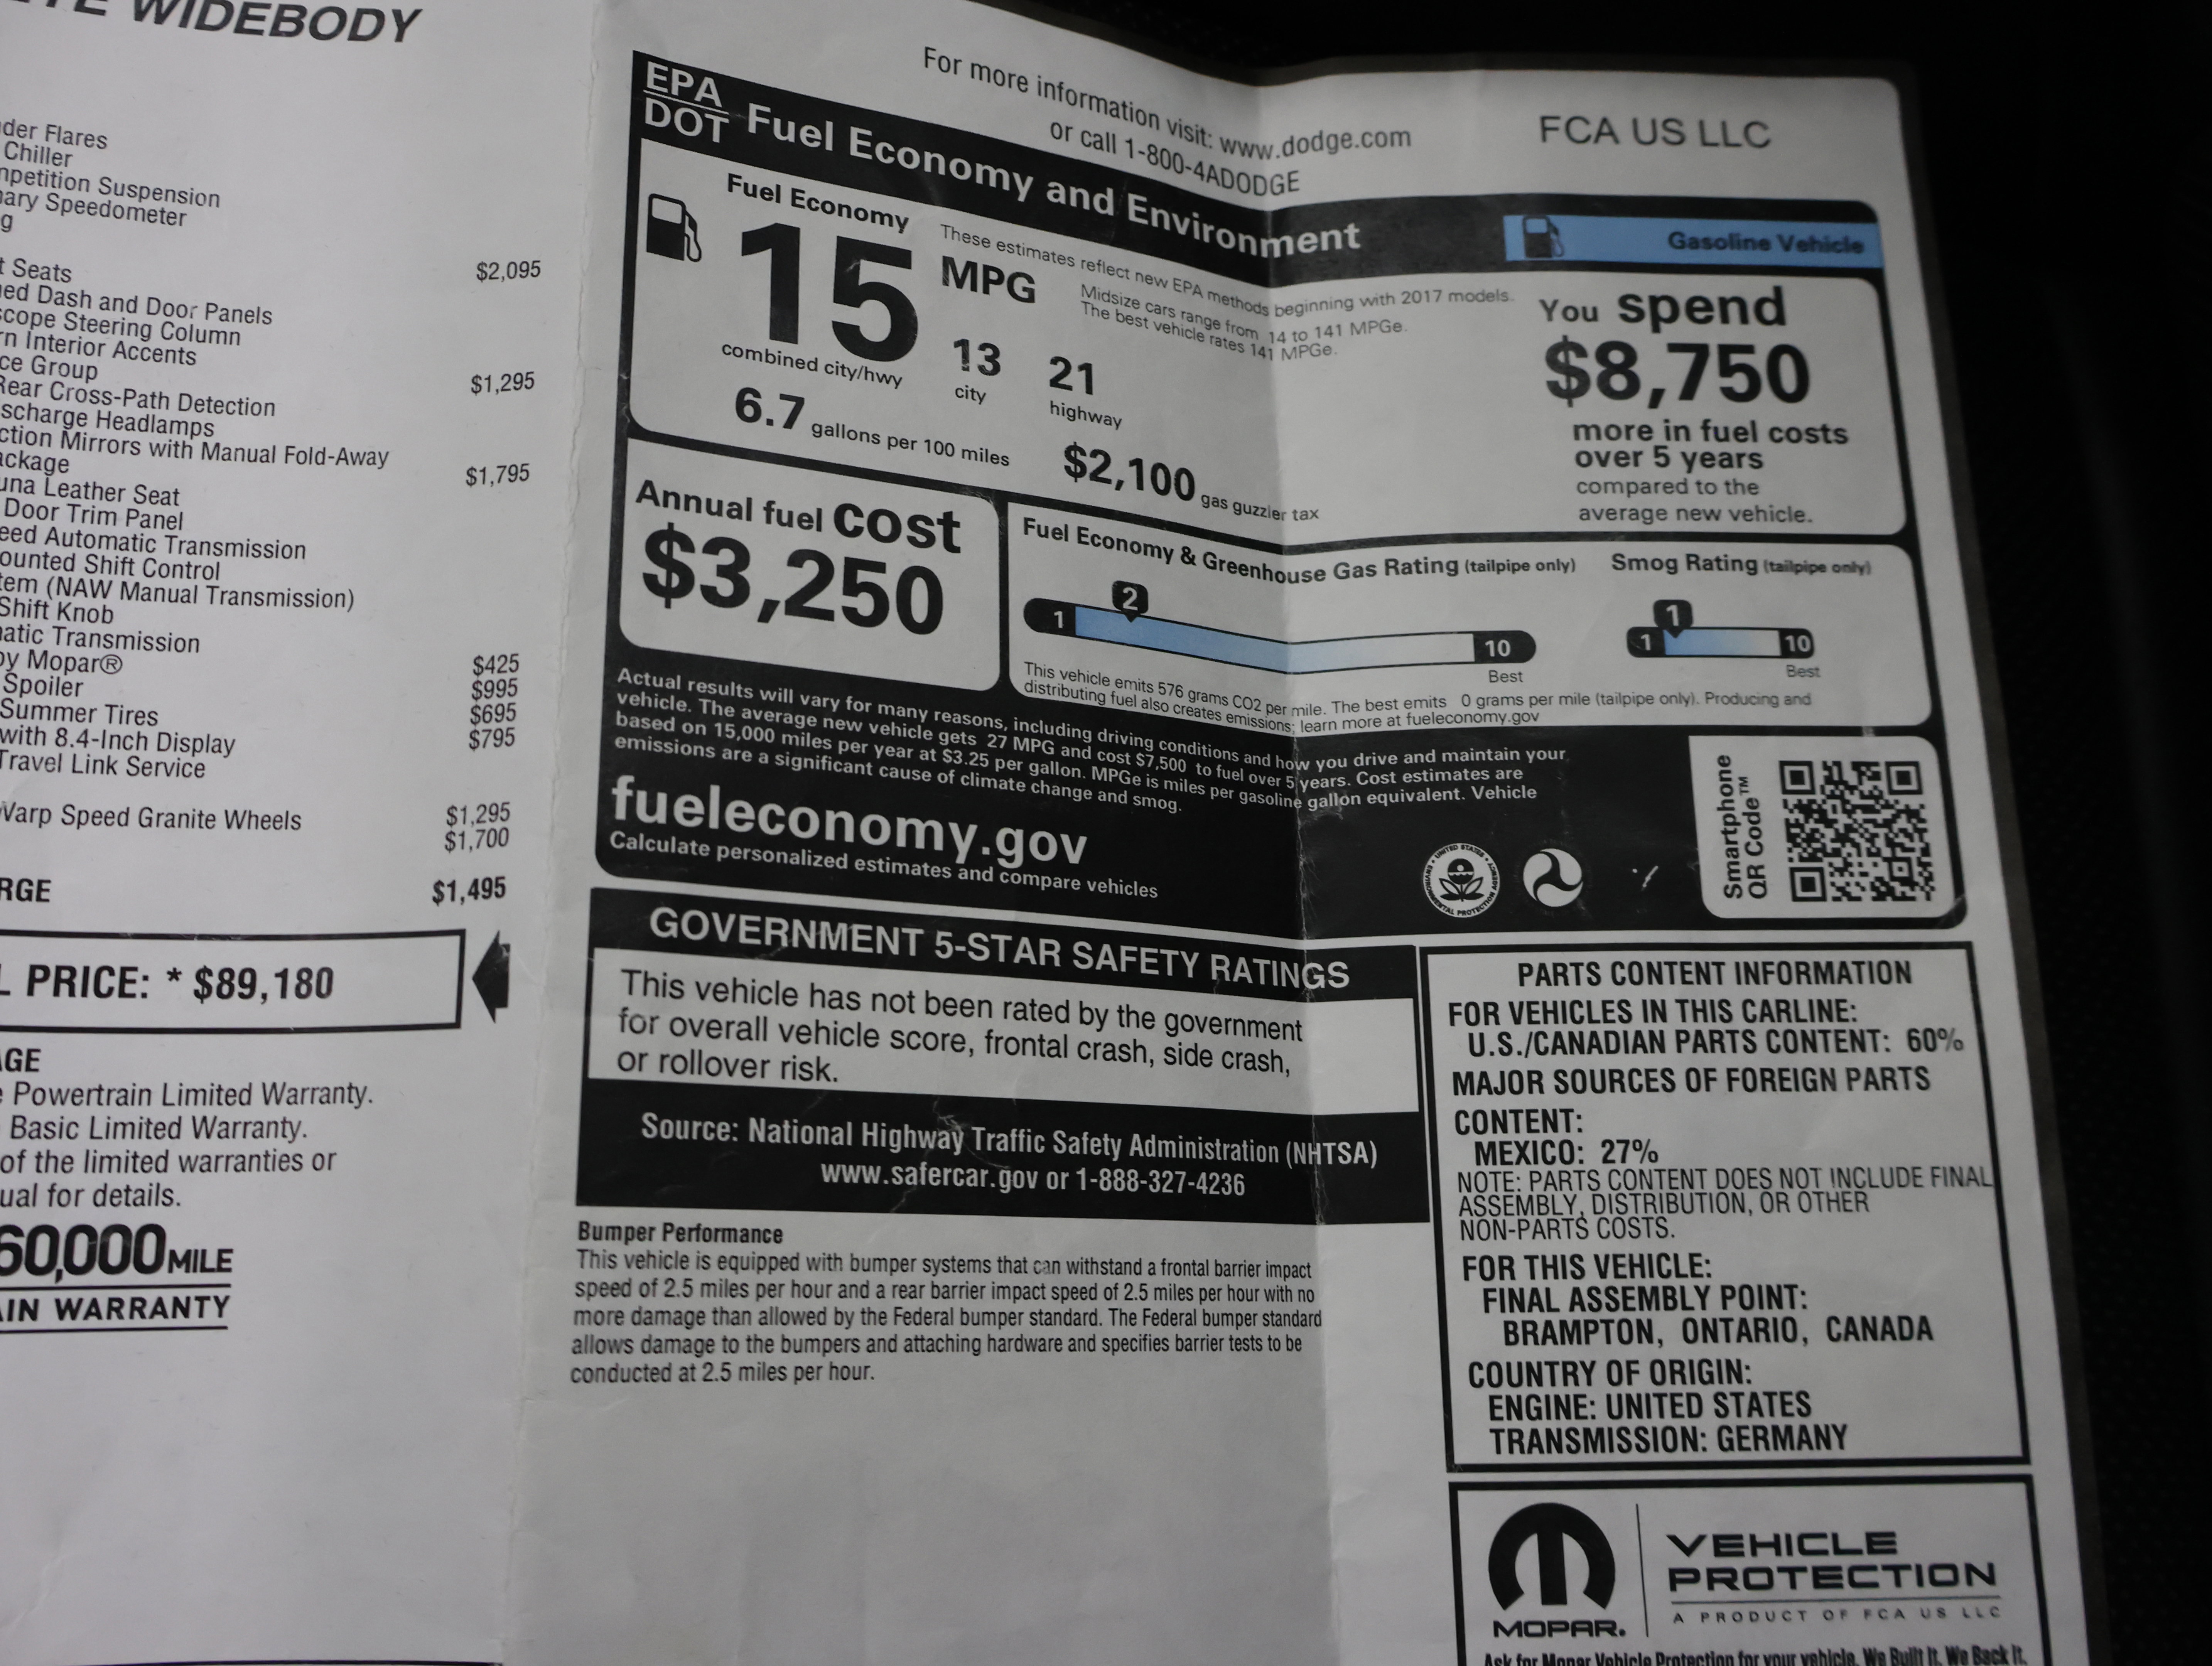 WIDEBODY
Flares
Chiller
Suspension
Speedometer
Seats
$2,095
Dash and Door Panels
Steering Column
Interior Accents
Group
$1,295
Rear Cross-Path Detection
Headlamps
Mirrors with Manual Fold-Away
$1,795
Leather Seat
Door Trim Panel
Automatic Transmission
Shift Control
(NAW Manual Transmission)
Shift Knob
Transmission
by Mopar®
$425
Spoiler
$995
Summer Tires
$695
with 8.4-Inch Display
$795
Travel Link Service
Warp Speed Granite Wheels
$1,295
$1,700
$1,495
PRICE: * $89,180
Powertrain Limited Warranty.
Basic Limited Warranty.
of the limited warranties or
for details.
60,000 MILE
WARRANTY
For more information visit: www.dodge.com
or call 1-800-4ADODGE
FCA US LLC
EPA
DOT Fuel Economy and Environment
Gasoline Vehicle
Fuel Economy
15 MPG
These estimates reflect new EPA methods beginning with 2017 models.
Midsize cars range from 14 to 141 MPGe.
The best vehicle rates 141 MPGe.
combined city/hwy
13 city
21 highway
6.7 gallons per 100 miles
$2,100 gas guzzler tax
You spend
$8,750
more in fuel costs
over 5 years
compared to the
average new vehicle.
Annual fuel cost
$3,250
Fuel Economy & Greenhouse Gas Rating (tailpipe only)
2
1 10
Best
Smog Rating (tailpipe only)
1
1 10
Best
This vehicle emits 576 grams CO2 per mile. The best emits 0 grams per mile (tailpipe only). Producing and
distributing fuel also creates emissions; learn more at fueleconomy.gov
Actual results will vary for many reasons, including driving conditions and how you drive and maintain your
vehicle. The average new vehicle gets 27 MPG and cost $7,500 to fuel over 5 years. Cost estimates are
based on 15,000 miles per year at $3.25 per gallon. MPGe is miles per gasoline gallon equivalent. Vehicle
emissions are a significant cause of climate change and smog.
fueleconomy.gov
Calculate personalized estimates and compare vehicles
Smartphone
QR Code™
GOVERNMENT 5-STAR SAFETY RATINGS
This vehicle has not been rated by the government
for overall vehicle score, frontal crash, side crash,
or rollover risk.
Source: National Highway Traffic Safety Administration (NHTSA)
www.safercar.gov or 1-888-327-4236
Bumper Performance
This vehicle is equipped with bumper systems that can withstand a frontal barrier impact
speed of 2.5 miles per hour and a rear barrier impact speed of 2.5 miles per hour with no
more damage than allowed by the Federal bumper standard. The Federal bumper standard
allows damage to the bumpers and attaching hardware and specifies barrier tests to be
conducted at 2.5 miles per hour.
PARTS CONTENT INFORMATION
FOR VEHICLES IN THIS CARLINE:
U.S./CANADIAN PARTS CONTENT: 60%
MAJOR SOURCES OF FOREIGN PARTS
CONTENT:
MEXICO: 27%
NOTE: PARTS CONTENT DOES NOT INCLUDE FINAL
ASSEMBLY, DISTRIBUTION, OR OTHER
NON-PARTS COSTS.
FOR THIS VEHICLE:
FINAL ASSEMBLY POINT:
BRAMPTON, ONTARIO, CANADA
COUNTRY OF ORIGIN:
ENGINE: UNITED STATES
TRANSMISSION: GERMANY
MOPAR.
VEHICLE
PROTECTION
A PRODUCT OF FCA US LLC
Ask for Mopar Vehicle Protection for your vehicle. We Built It. We Back It.